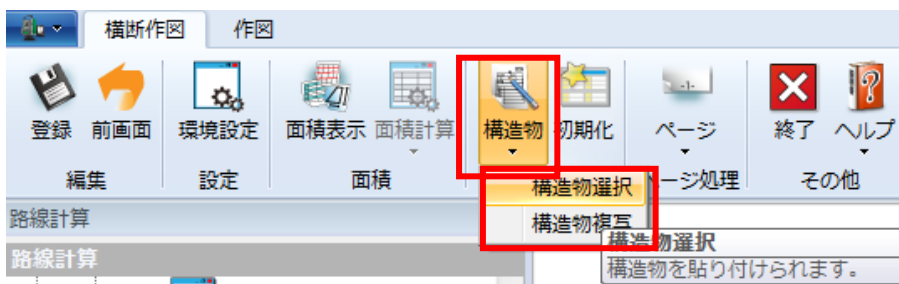 横断作図 作図
登録 前画面 環境設定 面積表示 面積計算 構造物 初期化 ページ 終了 ヘルプ
編集 設定 面積 ページ処理 その他
構造物選択
路線計算 構造物複写
構造物選択
路線計算 構造物を貼り付けられます。